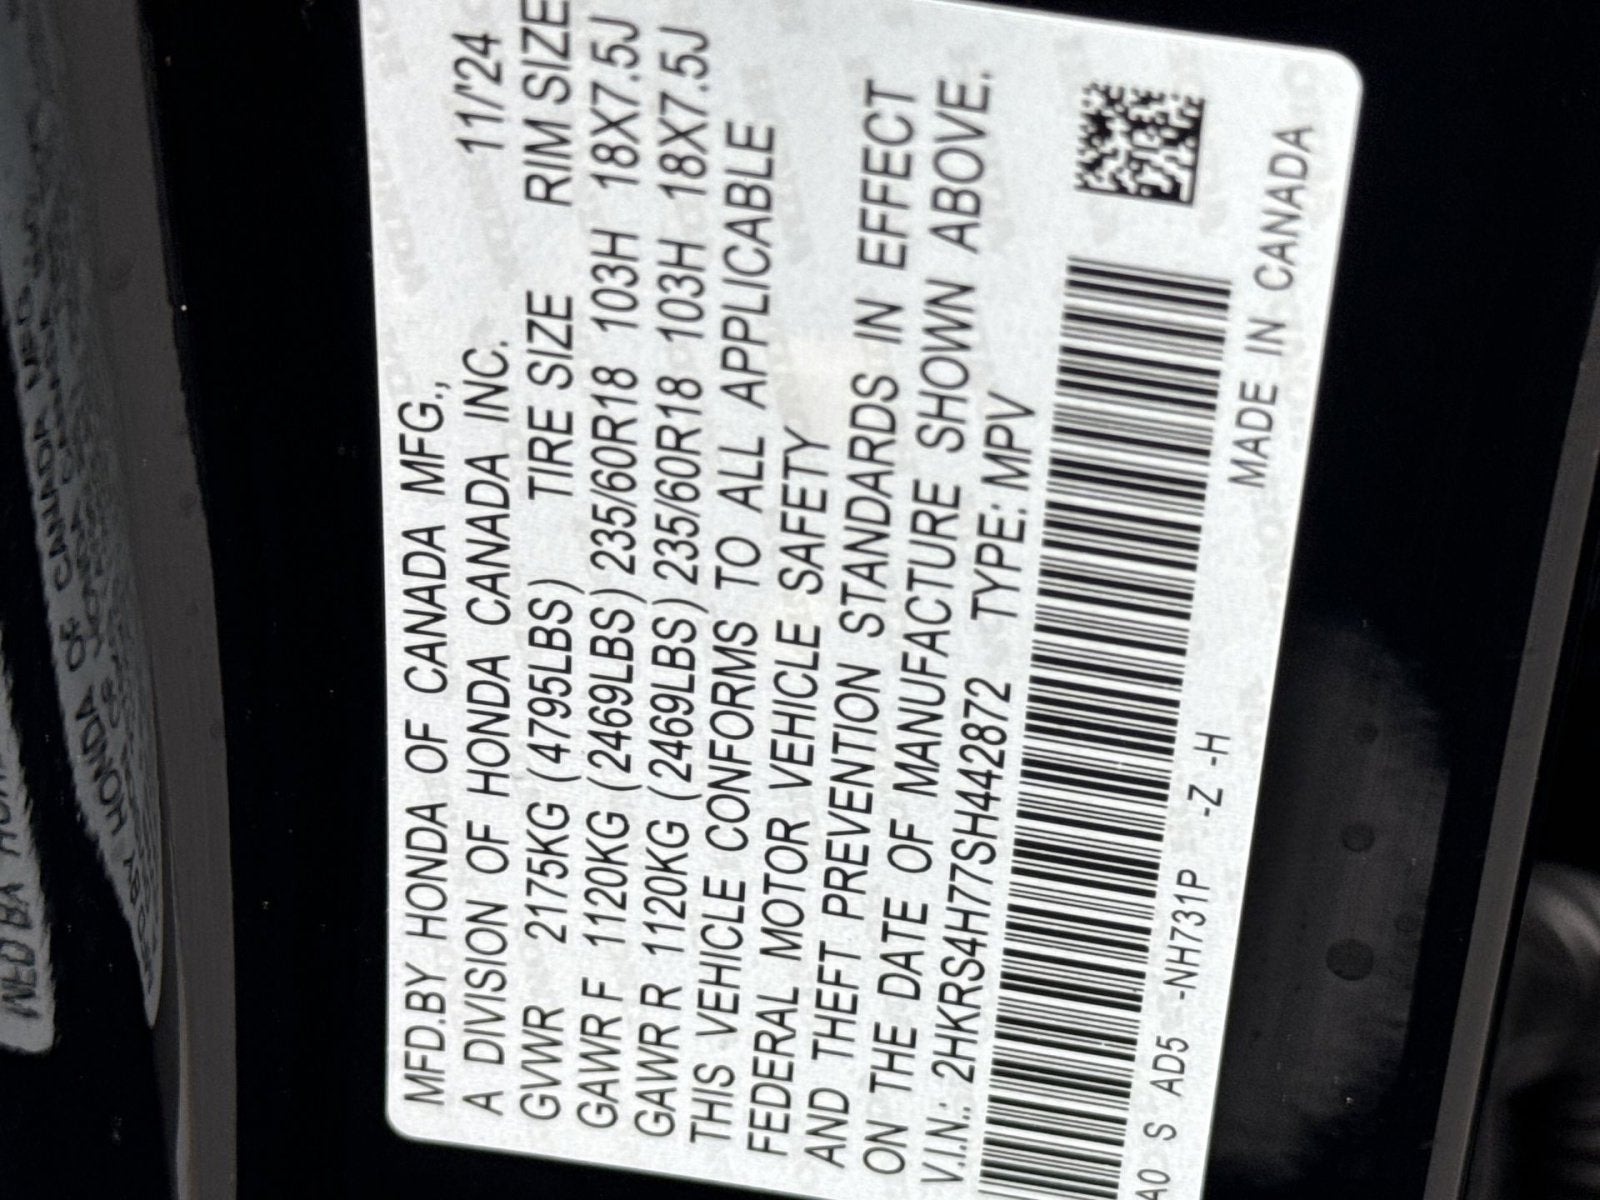 MFD.BY HONDA OF CANADA MFG.,
A DIVISION OF HONDA CANADA INC. 11/'24
GVWR 2175KG (4795LBS) TIRE SIZE RIM SIZE
GAWR F 1120KG (2469LBS) 235/60R18 103H 18X7.5J
GAWR R 1120KG (2469LBS) 235/60R18 103H 18X7.5J
THIS VEHICLE CONFORMS TO ALL APPLICABLE
FEDERAL MOTOR VEHICLE SAFETY
AND THEFT PREVENTION STANDARDS IN EFFECT
ON THE DATE OF MANUFACTURE SHOWN ABOVE.
V.I.N.: 2HKRS4H77SH442872 TYPE: MPV
A0 S AD5 -NH731P -Z -H MADE IN CANADA